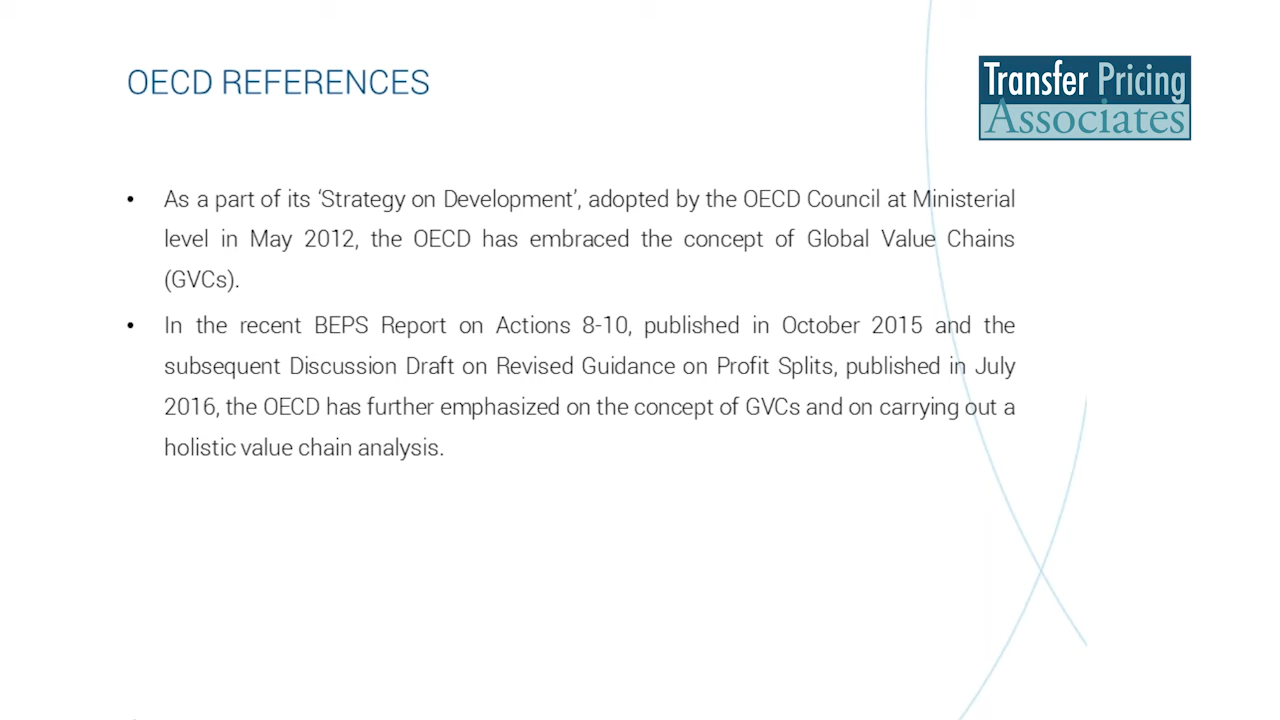 OECD REFERENCES
Transfer Pricing
Associates
• As a part of its ‘Strategy on Development’, adopted by the OECD Council at Ministerial
level in May 2012, the OECD has embraced the concept of Global Value Chains
(GVCs).
• In the recent BEPS Report on Actions 8-10, published in October 2015 and the
subsequent Discussion Draft on Revised Guidance on Profit Splits, published in July
2016, the OECD has further emphasized on the concept of GVCs and on carrying out a
holistic value chain analysis.